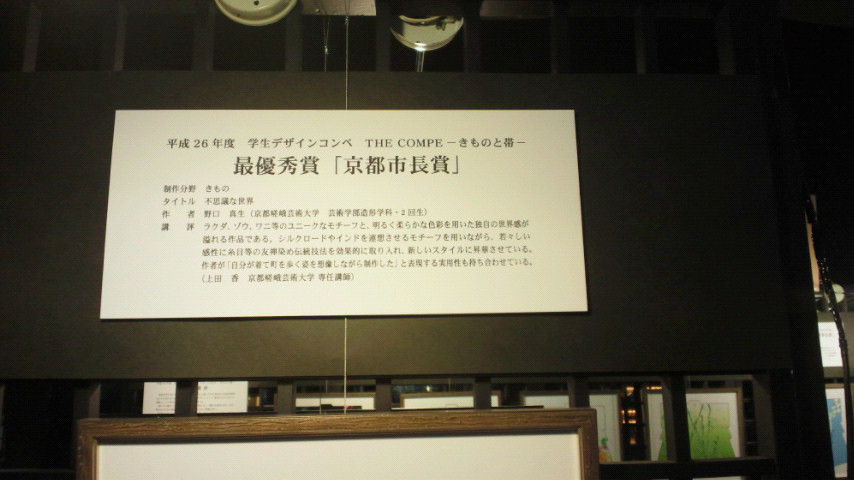 平成26年度　学生デザインコンペ　THE COMPE－きものと帯－
最優秀賞「京都市長賞」
制作分野　きもの
タイトル　不思議な世界
作　　者　野口　真生（京都嵯峨芸術大学　芸術学部造形学科・2回生）
講　　評　ラクダ、ゾウ、ワニ等のユニークなモチーフと、明るく柔らかな色彩を用いた独自の世界感が
溢れる作品である。シルクロードやインドを連想させるモチーフを用いながら、若々しい
感性に糸目等の友禅染め伝統技法を効果的に取り入れ、新しいスタイルに昇華させている。
作者が「自分が着て町を歩く姿を想像しながら制作した」と表現する実用性も持ち合わせている。
（上田　香　京都嵯峨芸術大学 専任講師）